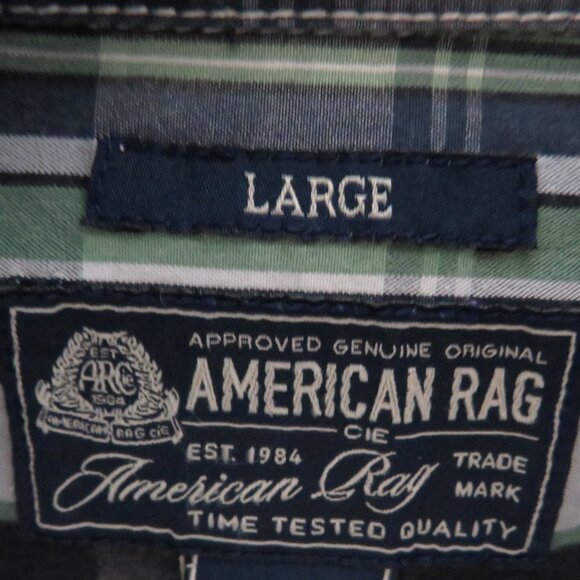 LARGE
APPROVED GENUINE ORIGINAL
AMERICAN RAG
CIE
EST. 1984
American Rag
TRADE
MARK
TIME TESTED QUALITY
EST
ARCie
1984
AMERICAN RAG CIE